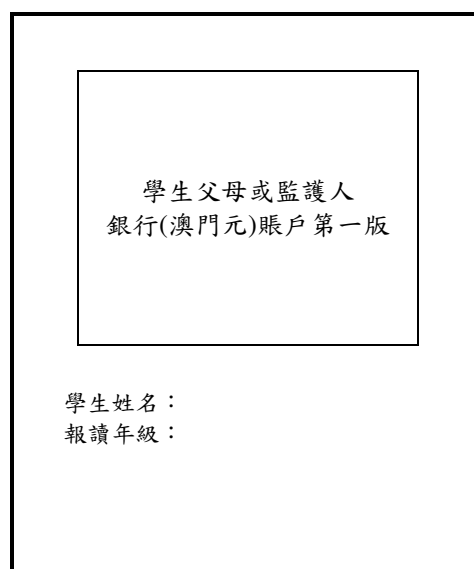 學生父母或監護人
銀行(澳門元)賬戶第一版
學生姓名：
報讀年級：